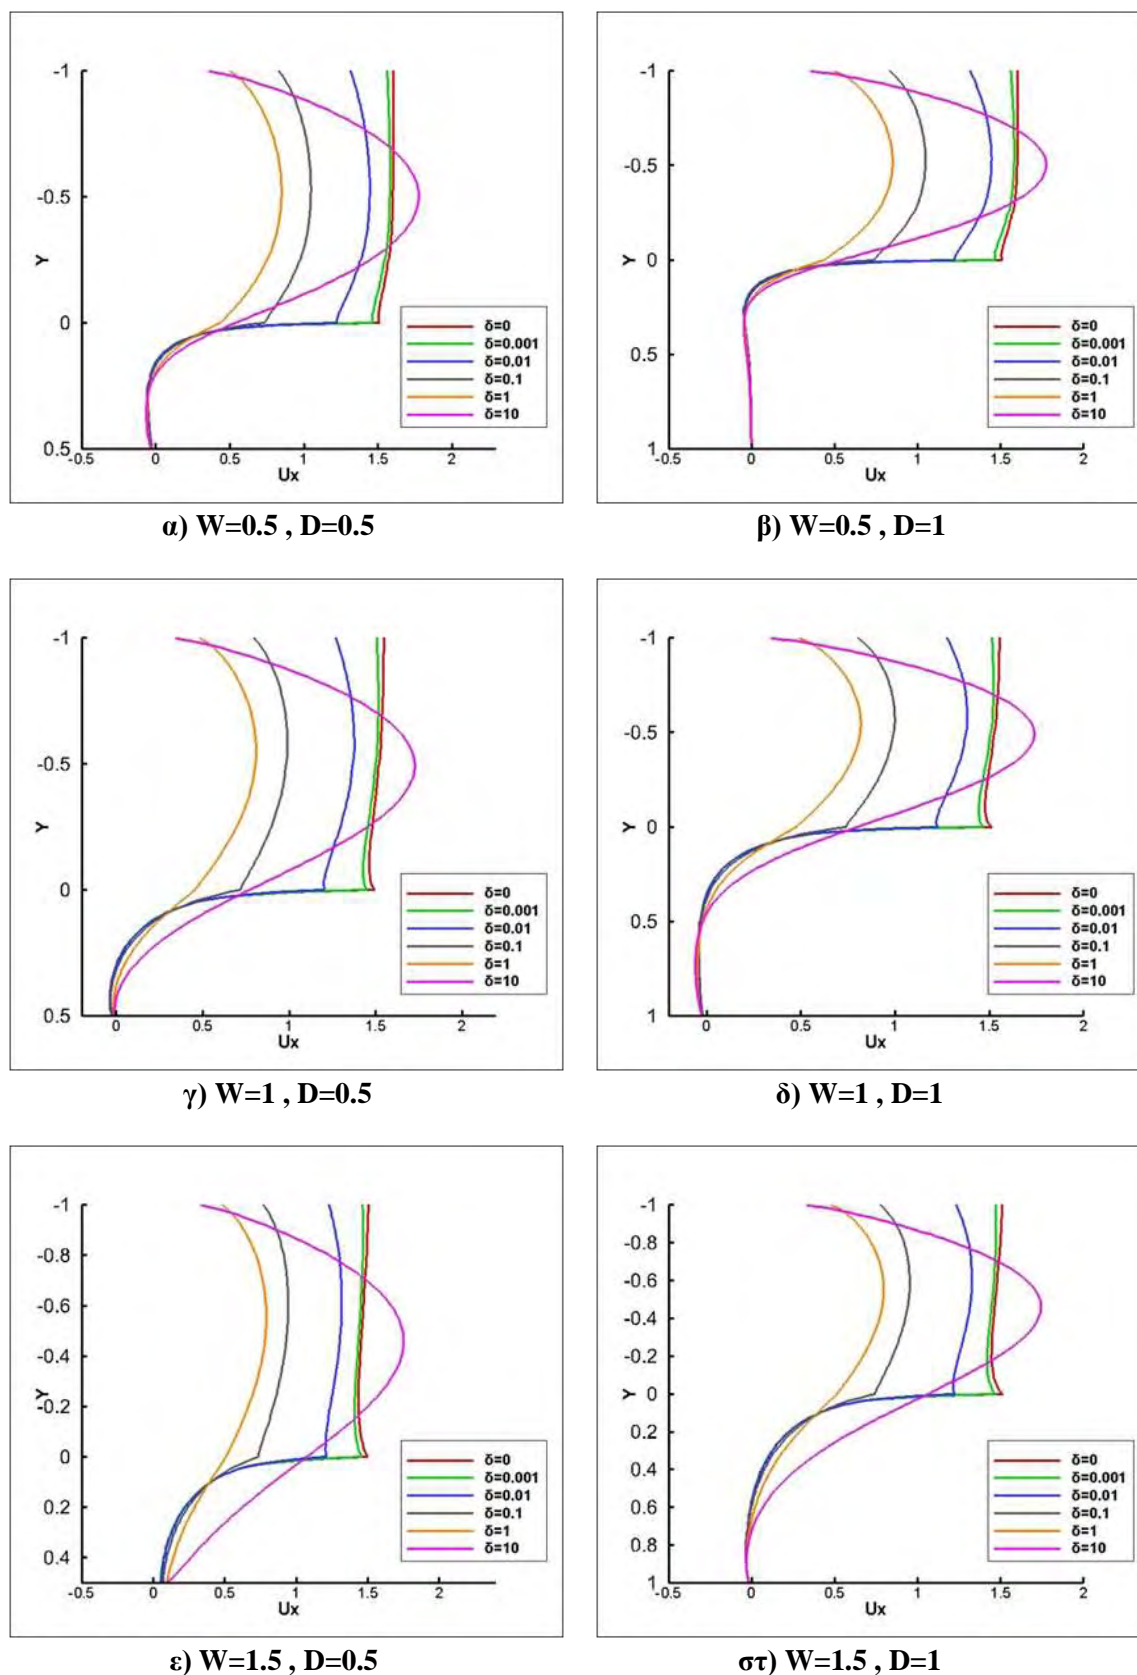 -1
-0.5
0
0.5
Y
-0.5 0 0.5 1 1.5 2
Ux
δ=0
δ=0.001
δ=0.01
δ=0.1
δ=1
δ=10
α) W=0.5 , D=0.5
-1
-0.5
0
0.5
1
Y
-0.5 0 0.5 1 1.5 2
Ux
δ=0
δ=0.001
δ=0.01
δ=0.1
δ=1
δ=10
β) W=0.5 , D=1
-1
-0.5
0
0.5
Y
0 0.5 1 1.5 2
Ux
δ=0
δ=0.001
δ=0.01
δ=0.1
δ=1
δ=10
γ) W=1 , D=0.5
-1
-0.5
0
0.5
1
Y
0 0.5 1 1.5 2
Ux
δ=0
δ=0.001
δ=0.01
δ=0.1
δ=1
δ=10
δ) W=1 , D=1
-1
-0.8
-0.6
-0.4
-0.2
0
0.2
0.4
Y
-0.5 0 0.5 1 1.5 2
Ux
δ=0
δ=0.001
δ=0.01
δ=0.1
δ=1
δ=10
ε) W=1.5 , D=0.5
-1
-0.8
-0.6
-0.4
-0.2
0
0.2
0.4
0.6
0.8
1
Y
-0.5 0 0.5 1 1.5 2
Ux
δ=0
δ=0.001
δ=0.01
δ=0.1
δ=1
δ=10
στ) W=1.5 , D=1